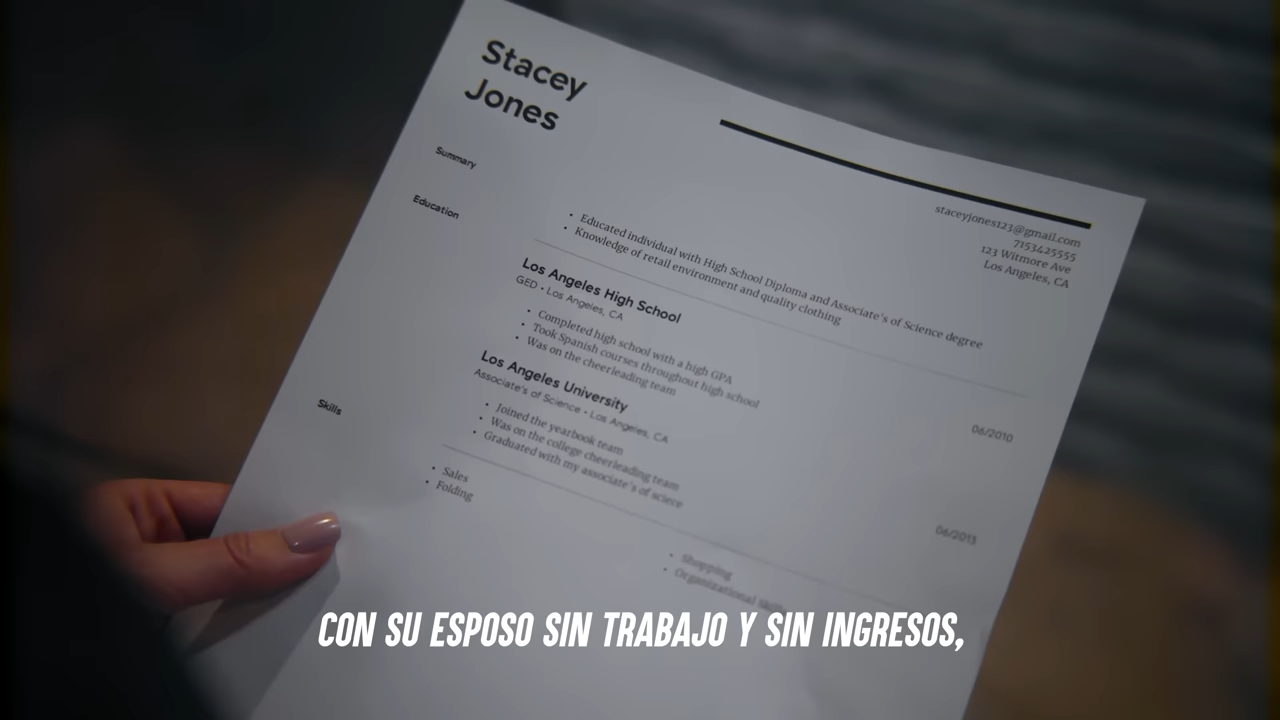 Stacey
Jones
staceyjones123@gmail.com
7153425555
123 Witmore Ave
Los Angeles, CA
Summary
• Educated individual with High School Diploma and Associate's of Science degree
• Knowledge of retail environment and quality clothing
Education
Los Angeles High School
GED • Los Angeles, CA
06/2010
• Completed high school with a high GPA
• Took Spanish courses throughout high school
• Was on the cheerleading team
Los Angeles University
Associate's of Science • Los Angeles, CA
06/2013
• Joined the yearbook team
• Was on the college cheerleading team
• Graduated with my associate's of sciere
Skills
• Sales
• Folding
• Shopping
• Organizational Skills
CON SU ESPOSO SIN TRABAJO Y SIN INGRESOS,